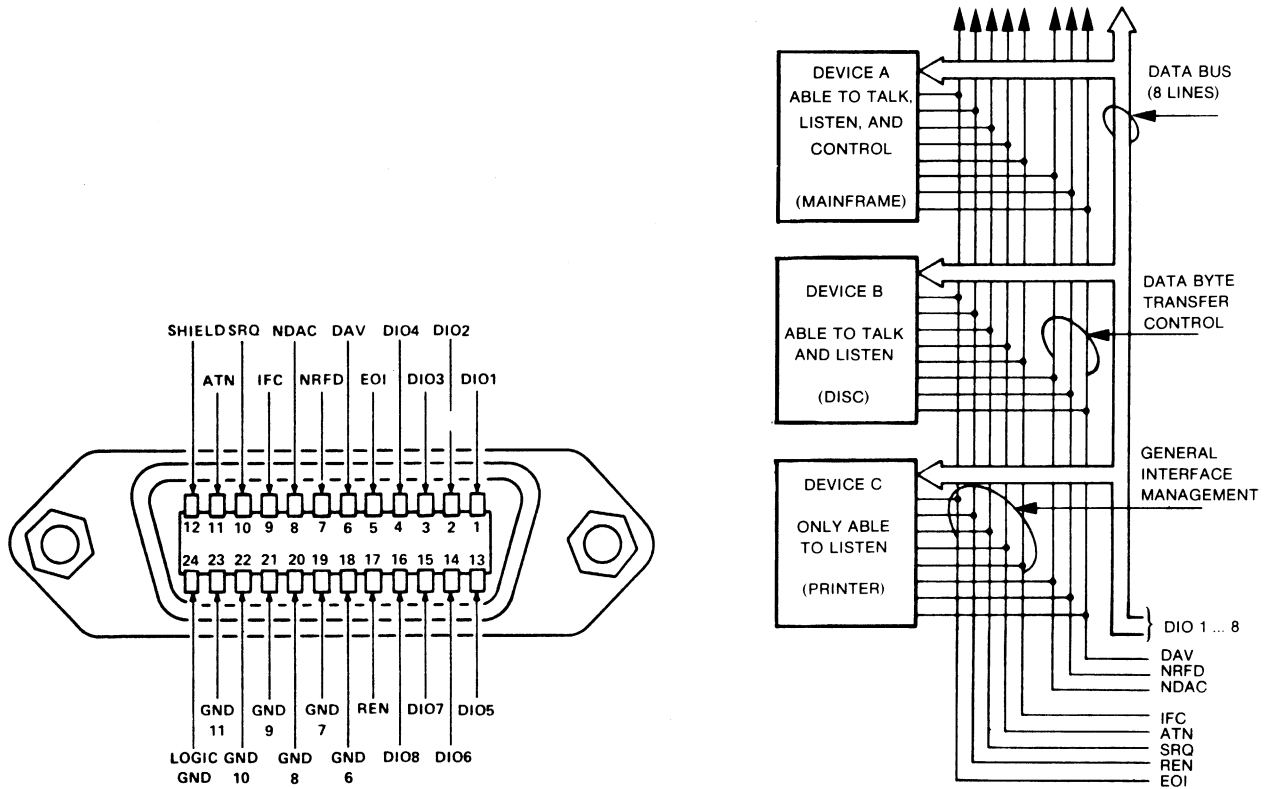 SHIELD SRQ NDAC DAV DIO4 DIO2
ATN IFC NRFD EOI DIO3 DIO1
12 11 10 9 8 7 6 5 4 3 2 1
24 23 22 21 20 19 18 17 16 15 14 13
GND 11 GND 9 GND 7 REN DIO7 DIO5
LOGIC GND GND 10 GND 8 GND 6 DIO8 DIO6
DEVICE A
ABLE TO TALK,
LISTEN, AND
CONTROL
(MAINFRAME)
DATA BUS
(8 LINES)
DEVICE B
ABLE TO TALK
AND LISTEN
(DISC)
DATA BYTE
TRANSFER
CONTROL
DEVICE C
ONLY ABLE
TO LISTEN
(PRINTER)
GENERAL
INTERFACE
MANAGEMENT
DIO 1 ... 8
DAV
NRFD
NDAC
IFC
ATN
SRQ
REN
EOI